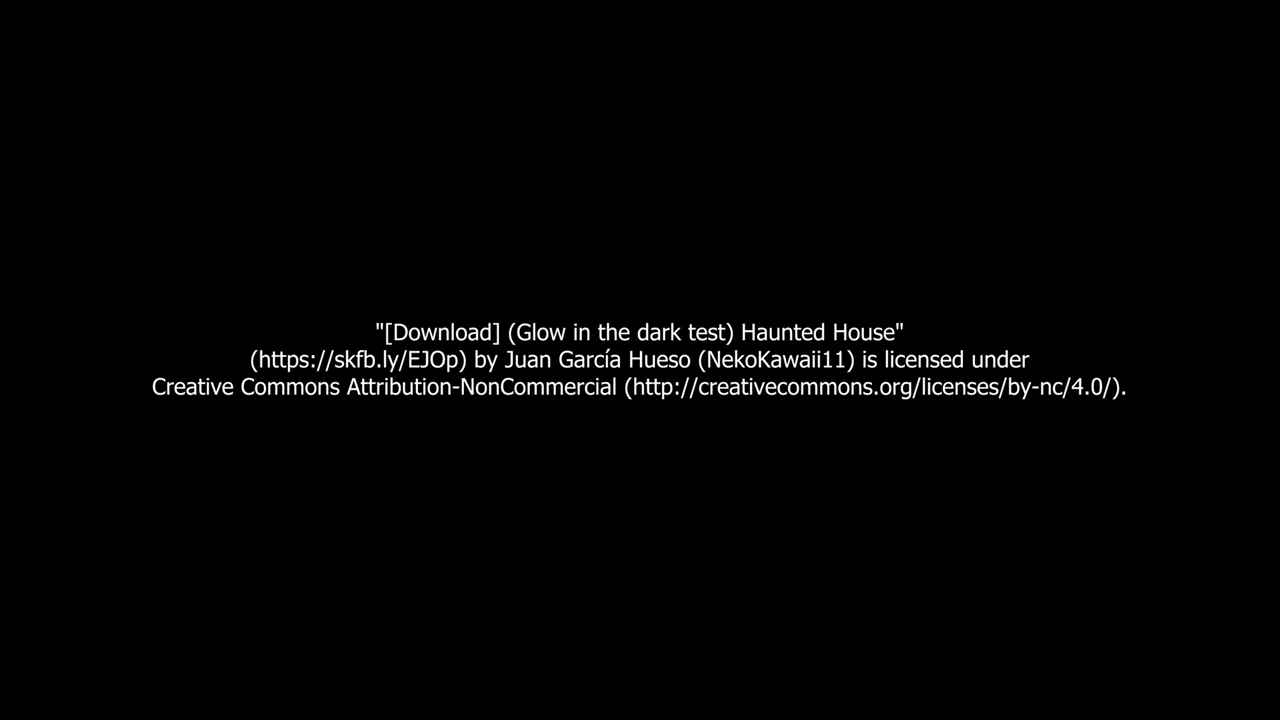 "[Download] (Glow in the dark test) Haunted House"
(https://skfb.ly/EJOp) by Juan García Hueso (NekoKawaii11) is licensed under
Creative Commons Attribution-NonCommercial (http://creativecommons.org/licenses/by-nc/4.0/).